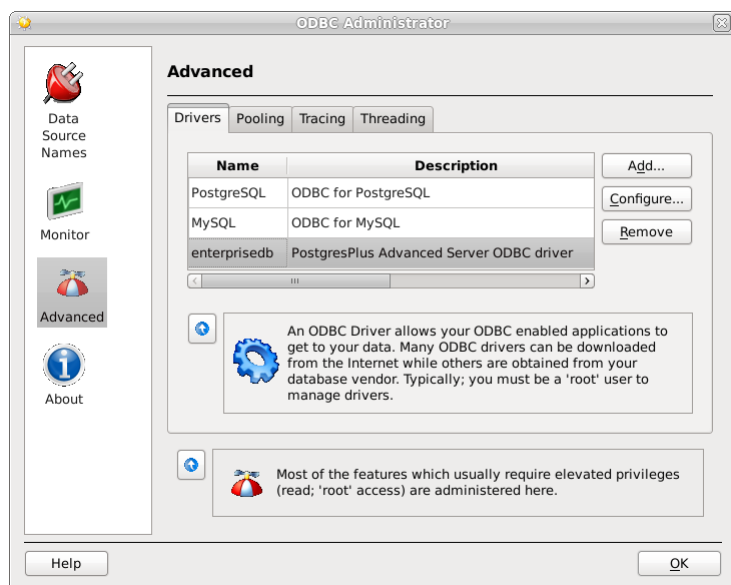 ODBC Administrator
Data
Source
Names
Monitor
Advanced
About
Advanced
Drivers Pooling Tracing Threading
Name Description
PostgreSQL ODBC for PostgreSQL
MySQL ODBC for MySQL
enterprisedb PostgresPlus Advanced Server ODBC driver
Add...
Configure...
Remove
An ODBC Driver allows your ODBC enabled applications to
get to your data. Many ODBC drivers can be downloaded
from the Internet while others are obtained from your
database vendor. Typically; you must be a 'root' user to
manage drivers.
Most of the features which usually require elevated privileges
(read; 'root' access) are administered here.
Help
OK